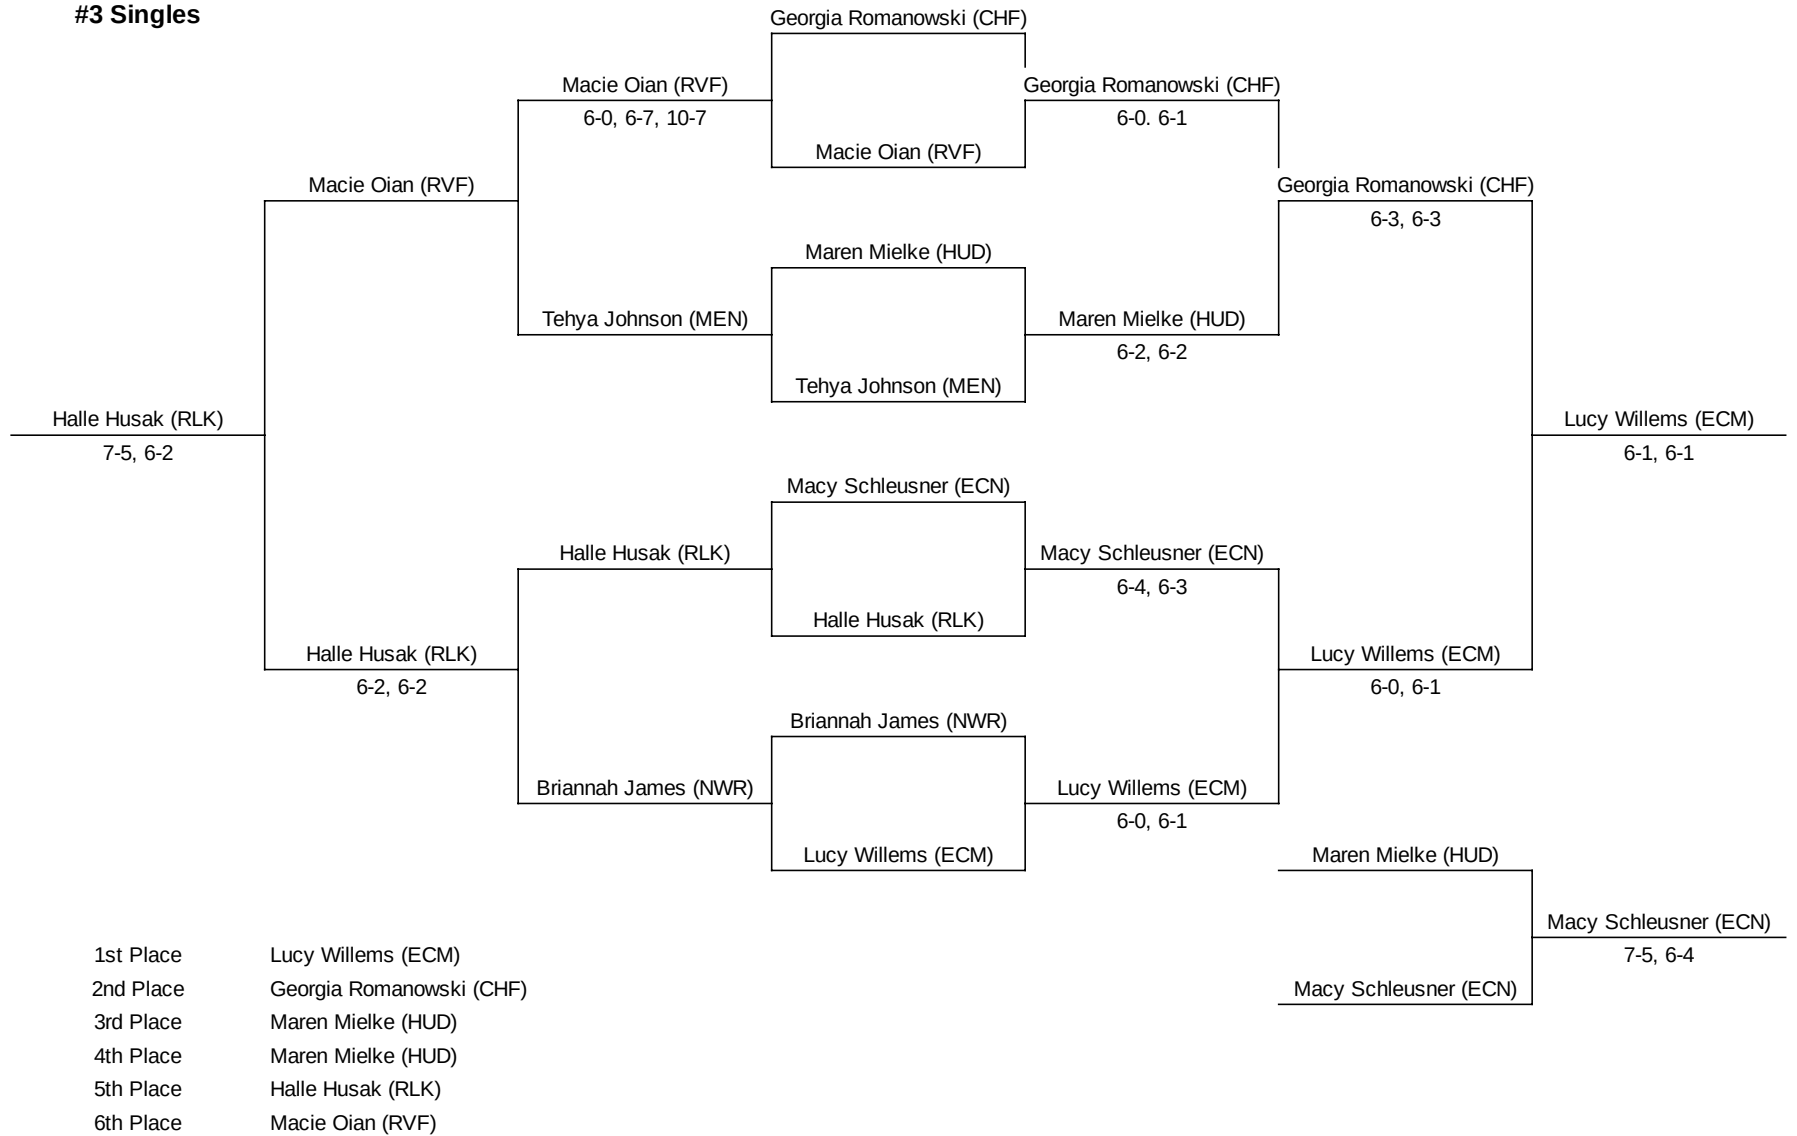 #3 Singles
Georgia Romanowski (CHF)
Macie Oian (RVF)
Georgia Romanowski (CHF)
6-0, 6-7, 10-7
6-0. 6-1
Macie Oian (RVF)
Macie Oian (RVF)
Georgia Romanowski (CHF)
6-3, 6-3
Maren Mielke (HUD)
Tehya Johnson (MEN)
Maren Mielke (HUD)
6-2, 6-2
Tehya Johnson (MEN)
Halle Husak (RLK)
Lucy Willems (ECM)
7-5, 6-2
6-1, 6-1
Macy Schleusner (ECN)
Halle Husak (RLK)
Macy Schleusner (ECN)
6-4, 6-3
Halle Husak (RLK)
Halle Husak (RLK)
Lucy Willems (ECM)
6-2, 6-2
6-0, 6-1
Briannah James (NWR)
Briannah James (NWR)
Lucy Willems (ECM)
6-0, 6-1
Lucy Willems (ECM)
Maren Mielke (HUD)
Macy Schleusner (ECN)
7-5, 6-4
Macy Schleusner (ECN)
1st Place Lucy Willems (ECM)
2nd Place Georgia Romanowski (CHF)
3rd Place Maren Mielke (HUD)
4th Place Maren Mielke (HUD)
5th Place Halle Husak (RLK)
6th Place Macie Oian (RVF)